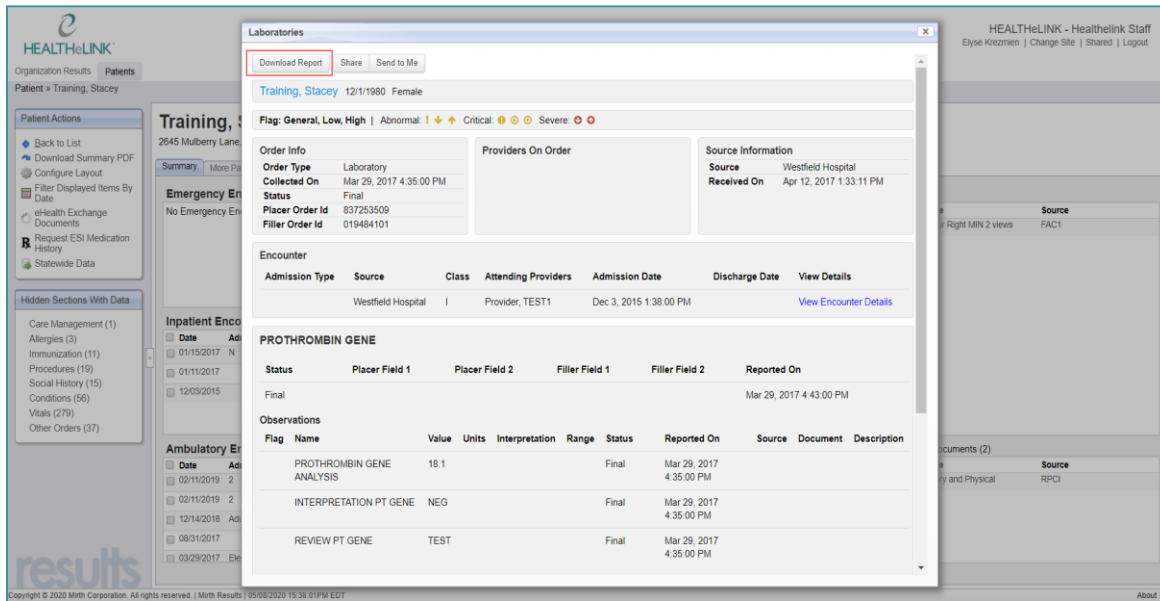 HEALTHeLINK
HEALTHeLINK - Healthelink Staff
Elyse Krezmien | Change Site | Shared | Logout
Organization Results Patients
Patient » Training, Stacey
Patient Actions
Back to List
Download Summary PDF
Configure Layout
Filter Displayed Items By
Date
eHealth Exchange
Documents
Request ESI Medication
History
Statewide Data
Hidden Sections With Data
Care Management (1)
Allergies (3)
Immunization (11)
Procedures (19)
Social History (15)
Conditions (56)
Vitals (279)
Other Orders (37)
results
Training,
2645 Mulberry Lane,
Summary More Pa
Emergency En
No Emergency En
Inpatient Enco
Date Ad
01/15/2017 N
01/11/2017
12/03/2015
Ambulatory En
Date Ad
02/11/2019 2
02/11/2019 2
12/14/2018 Ad
08/31/2017
03/29/2017 Ele
Laboratories X
Download Report Share Send to Me
Training, Stacey 12/1/1980 Female
Flag: General, Low, High | Abnormal: Critical: Severe:
Order Info
Order Type Laboratory
Collected On Mar 29, 2017 4:35:00 PM
Status Final
Placer Order Id 837253509
Filler Order Id 019484101
Providers On Order
Source Information
Source Westfield Hospital
Received On Apr 12, 2017 1:33:11 PM
Encounter
Admission Type Source Class Attending Providers Admission Date Discharge Date View Details
Westfield Hospital I Provider, TEST1 Dec 3, 2015 1:38:00 PM View Encounter Details
PROTHROMBIN GENE
Status Placer Field 1 Placer Field 2 Filler Field 1 Filler Field 2 Reported On
Final Mar 29, 2017 4:43:00 PM
Observations
Flag Name Value Units Interpretation Range Status Reported On Source Document Description
PROTHROMBIN GENE 18.1 Final Mar 29, 2017
ANALYSIS 4:35:00 PM
INTERPRETATION PT GENE NEG Final Mar 29, 2017
4:35:00 PM
REVIEW PT GENE TEST Final Mar 29, 2017
4:35:00 PM
Source
r Right MIN 2 views FAC1
ocuments (2)
Source
ry and Physical RPCI
Copyright © 2020 Mirth Corporation. All rights reserved. | Mirth Results | 05/08/2020 15:38:01PM EDT
About